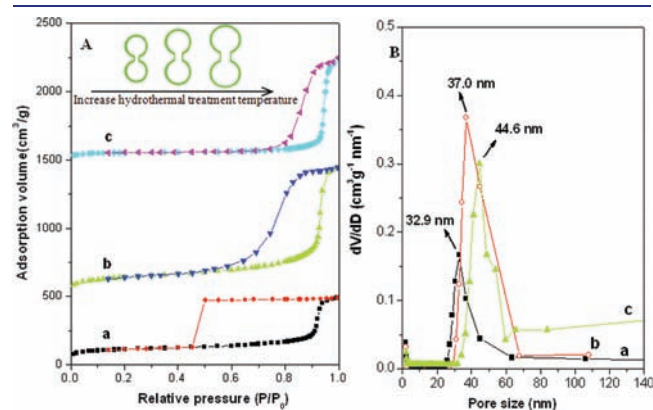 A
Increase hydrothermal treatment temperature
c
b
a
2500
2000
1500
1000
500
0
0.0 0.2 0.4 0.6 0.8 1.0
Adsorption volume(cm³/g)
Relative pressure (P/P₀)
B
37.0 nm
44.6 nm
32.9 nm
c
b
a
0.5
0.4
0.3
0.2
0.1
0.0
0 20 40 60 80 100 120 140
dV/dD (cm³g⁻¹ nm⁻¹)
Pore size (nm)